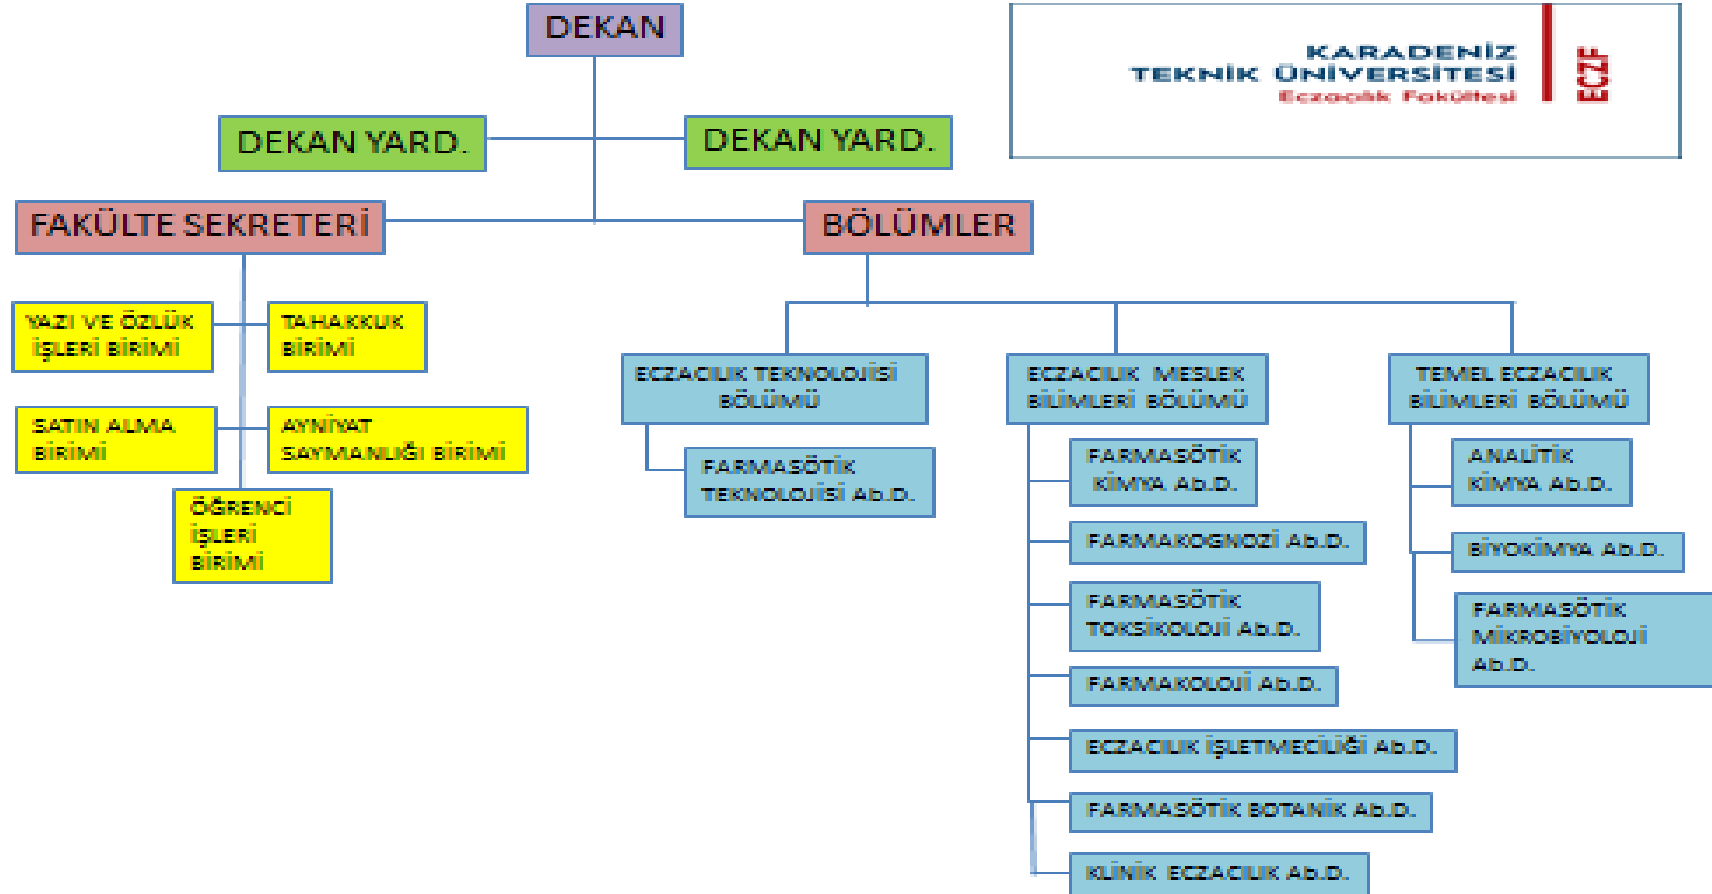 DEKAN
KARADENİZ
TEKNİK ÜNİVERSİTESİ
Eczacılık Fakültesi
ECZF
DEKAN YARD.
DEKAN YARD.
FAKÜLTE SEKRETERİ
BÖLÜMLER
YAZI VE ÖZLÜK
İŞLERİ BİRİMİ
TAHAKKUK
BİRİMİ
SATIN ALMA
BİRİMİ
AYNİYAT
SAYMANLIĞI BİRİMİ
ÖĞRENCİ
İŞLERİ
BİRİMİ
ECZACILIK TEKNOLOJİSİ
BÖLÜMÜ
FARMASÖTİK
TEKNOLOJİSİ Ab.D.
ECZACILIK MESLEK
BİLİMLERİ BÖLÜMÜ
FARMASÖTİK
KİMYA Ab.D.
FARMAKOGNOZİ Ab.D.
FARMASÖTİK
TOKSİKOLOJİ Ab.D.
FARMAKOLOJİ Ab.D.
ECZACILIK İŞLETMECİLİĞİ Ab.D.
FARMASÖTİK BOTANİK Ab.D.
KLİNİK ECZACILIK Ab.D.
TEMEL ECZACILIK
BİLİMLERİ BÖLÜMÜ
ANALİTİK
KİMYA Ab.D.
BİYOKİMYA Ab.D.
FARMASÖTİK
MİKROBİYOLOJİ
Ab.D.